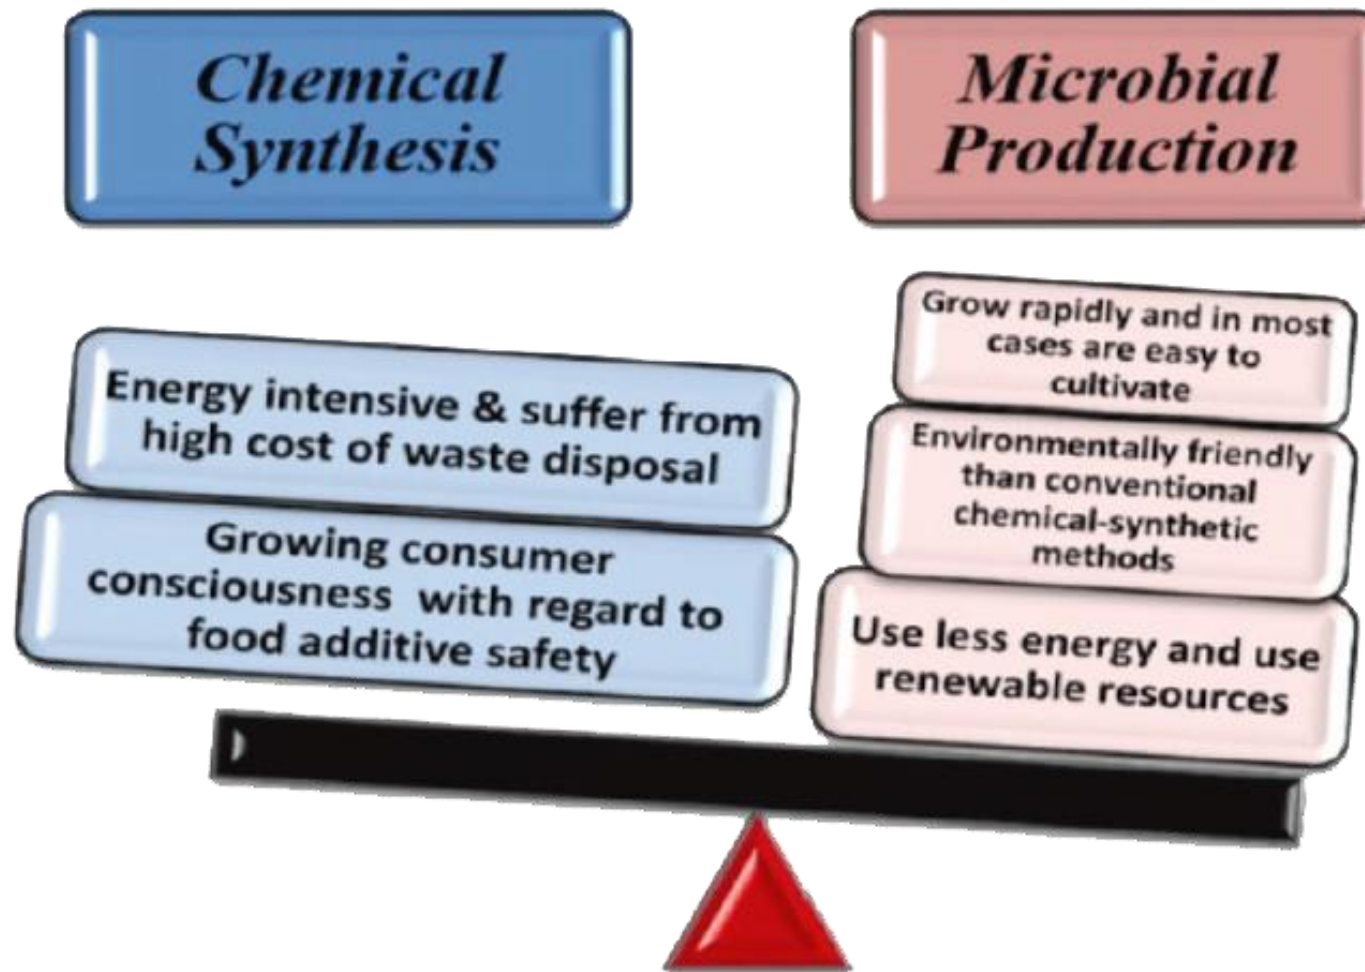 Chemical
Synthesis
Microbial
Production
Energy intensive & suffer from
high cost of waste disposal
Growing consumer
consciousness with regard to
food additive safety
Grow rapidly and in most
cases are easy to
cultivate
Environmentally friendly
than conventional
chemical-synthetic
methods
Use less energy and use
renewable resources